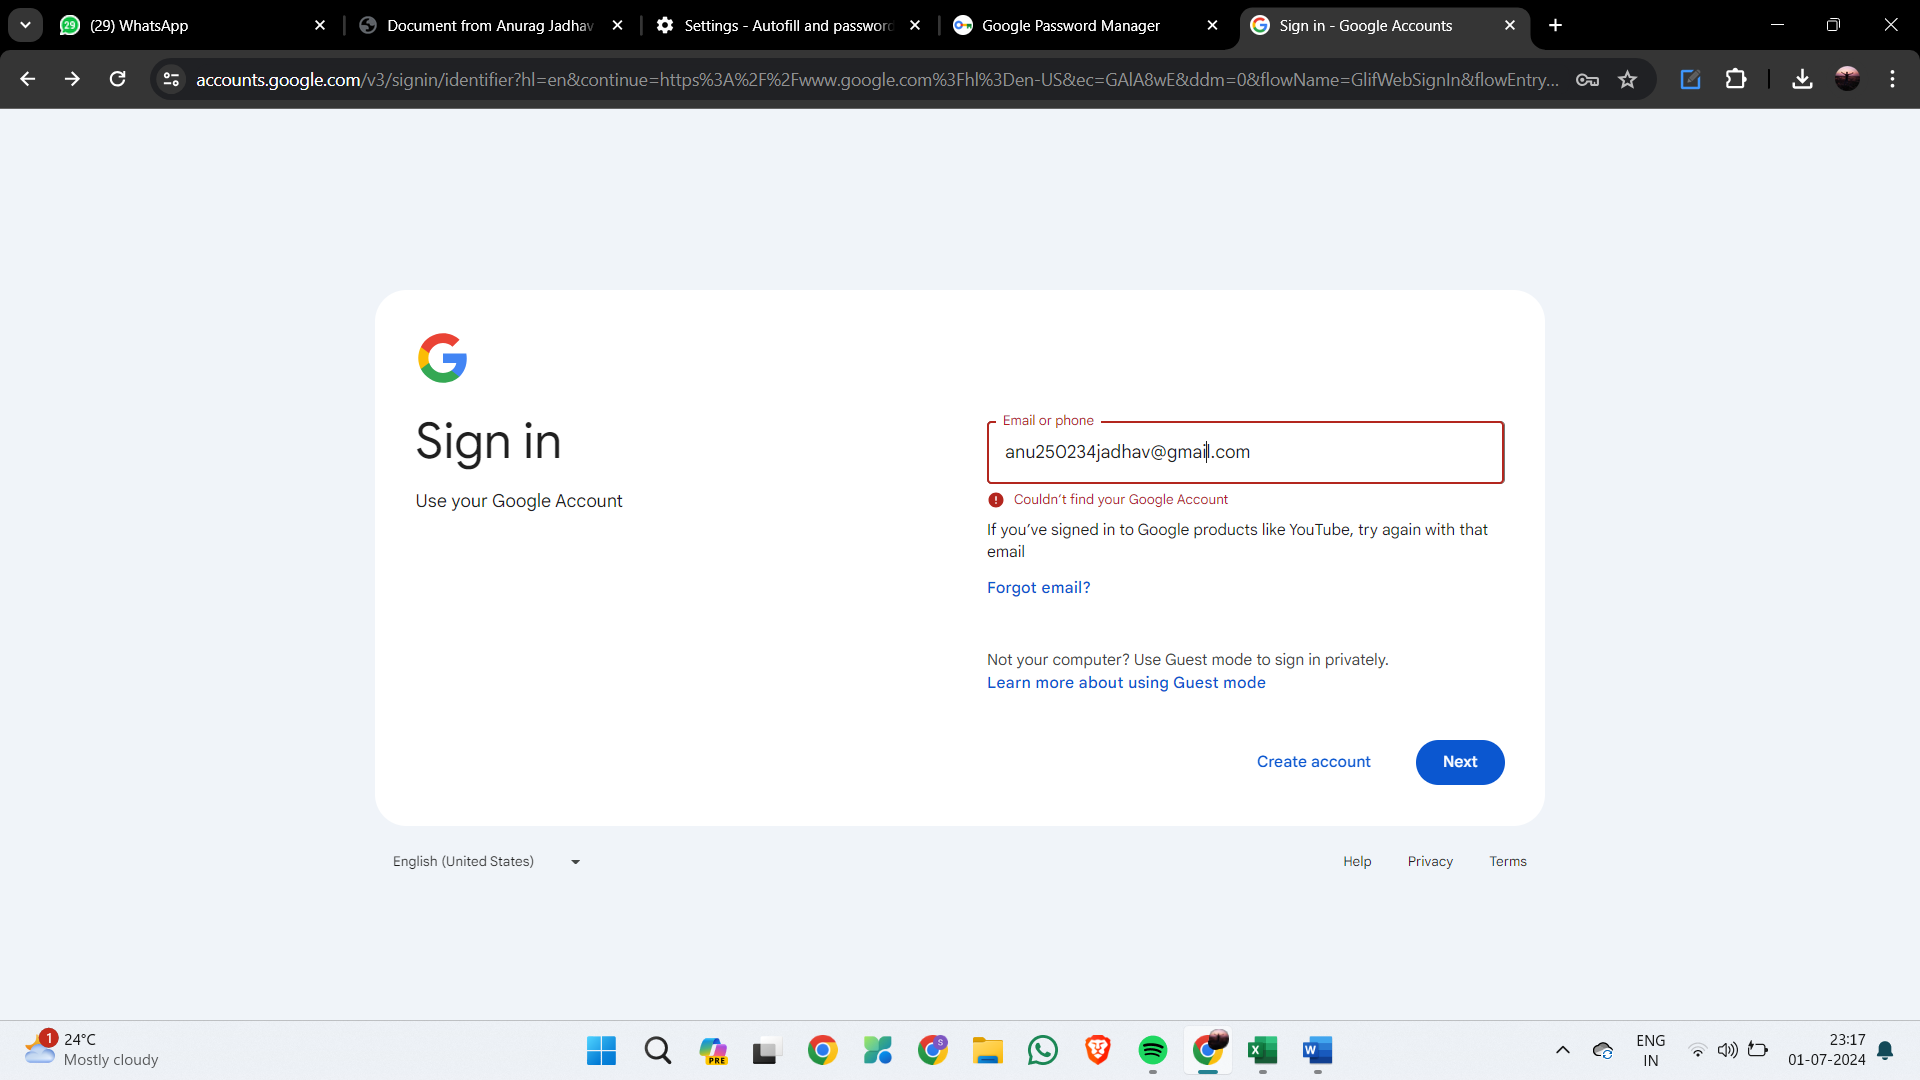 29
(29) WhatsApp
Document from Anurag Jadhav
Settings - Autofill and password
Google Password Manager
Sign in - Google Accounts
accounts.google.com/v3/signin/identifier?hl=en&continue=https%3A%2F%2Fwww.google.com%3Fhl%3Den-US&ec=GAlA8wE&ddm=0&flowName=GlifWebSignIn&flowEntry...
Sign in
Use your Google Account
Email or phone
anu250234jadhav@gmail.com
Couldn't find your Google Account
If you've signed in to Google products like YouTube, try again with that
email
Forgot email?
Not your computer? Use Guest mode to sign in privately.
Learn more about using Guest mode
Create account
Next
English (United States)
Help
Privacy
Terms
1
24°C
Mostly cloudy
PRE
S
X
W
ENG
IN
23:17
01-07-2024